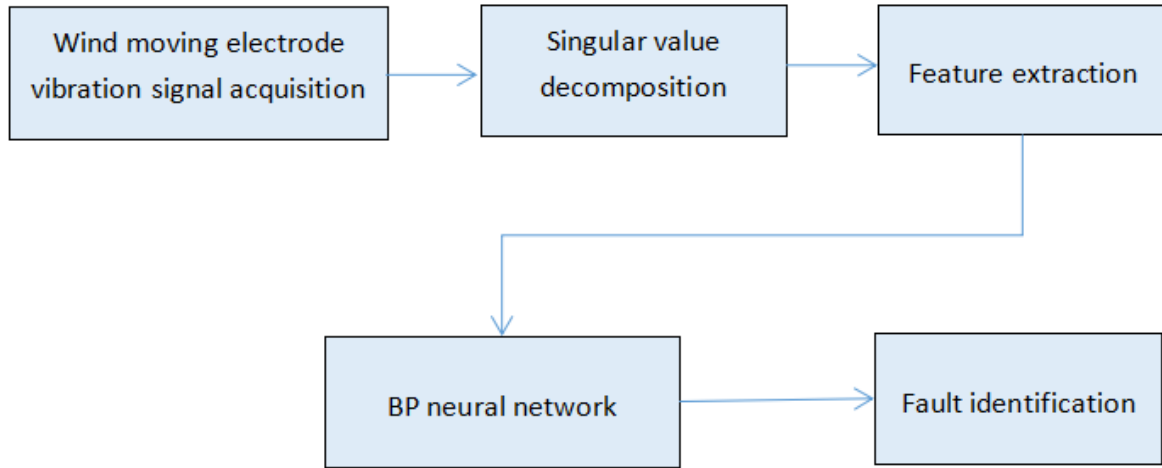 Wind moving electrode
vibration signal acquisition
Singular value
decomposition
Feature extraction
BP neural network
Fault identification